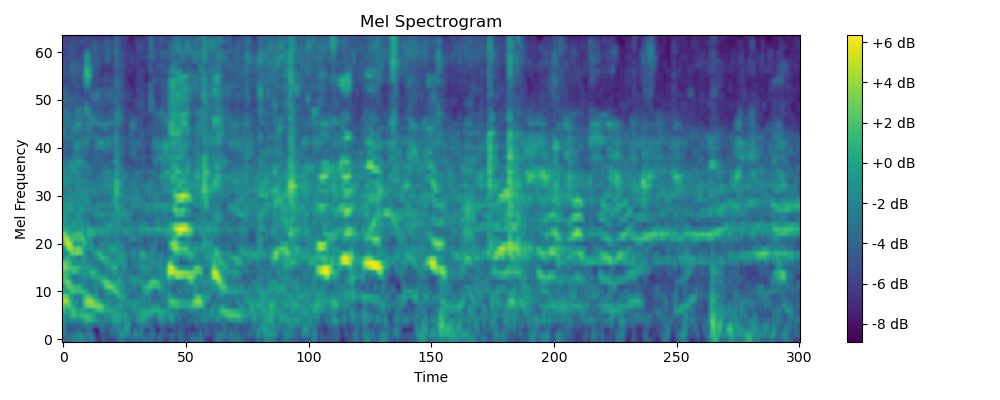 Mel Spectrogram
Mel Frequency
60
50
40
30
20
10
0
0 50 100 150 200 250 300
Time
+6 dB
+4 dB
+2 dB
+0 dB
-2 dB
-4 dB
-6 dB
-8 dB